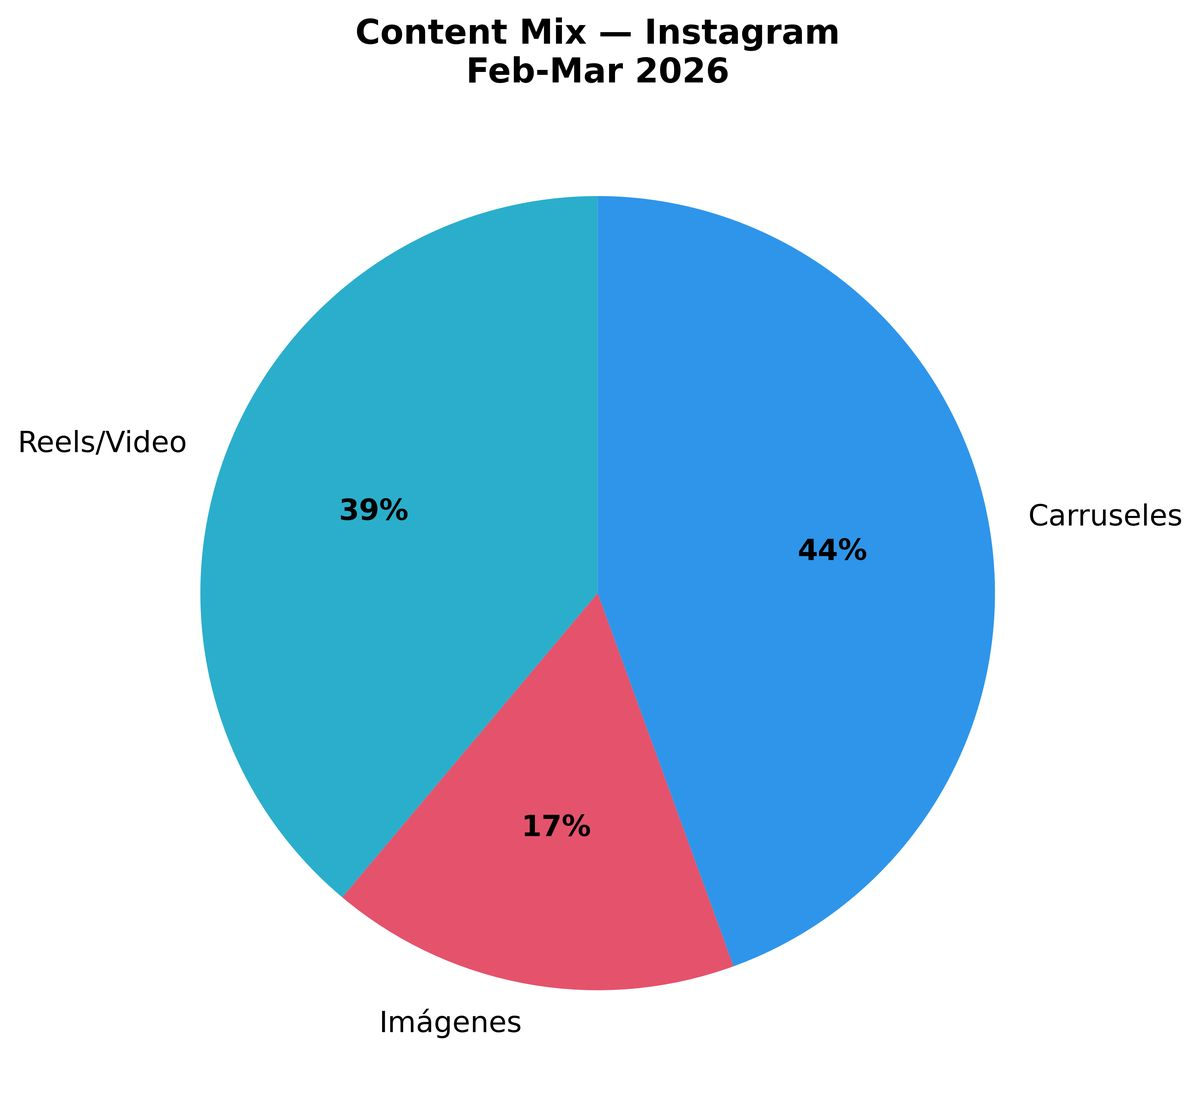 Content Mix — Instagram
Feb-Mar 2026
Reels/Video
39%
44%
Carruseles
17%
Imágenes